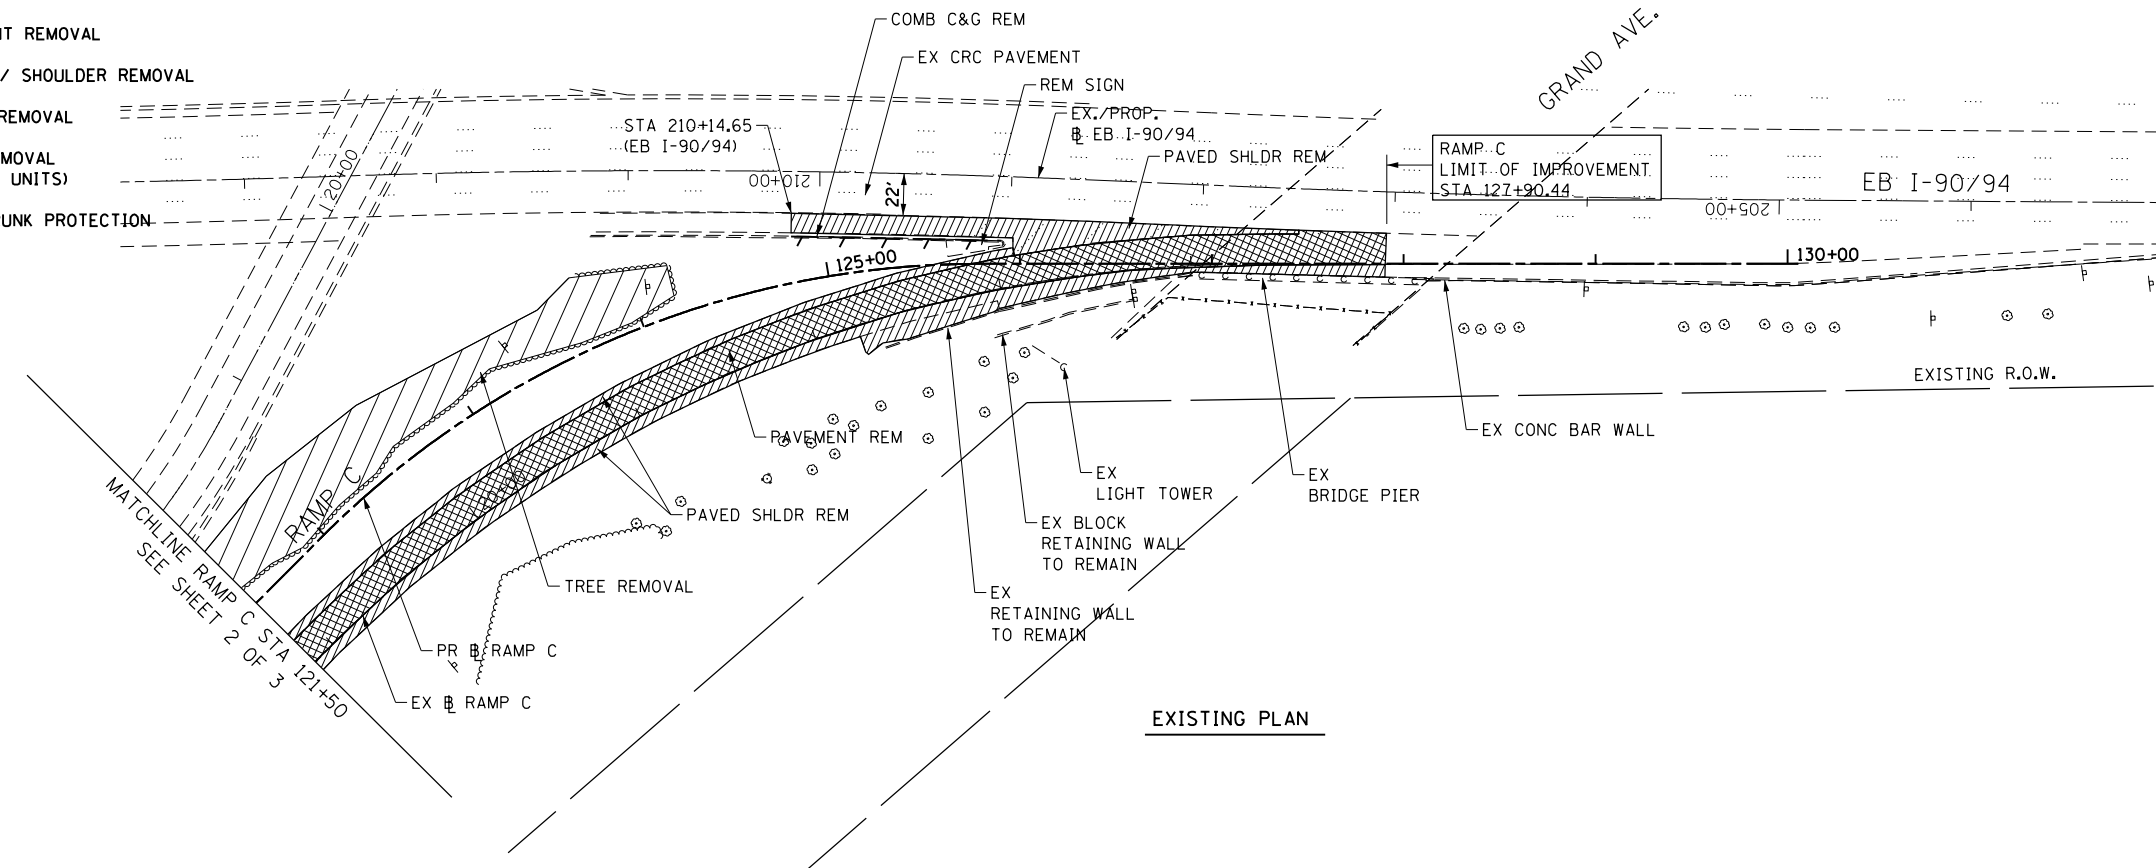 COMB C&G REM
EX CRC PAVEMENT
REM SIGN
GRAND AVE.
T REMOVAL
/ SHOULDER REMOVAL
REMOVAL
MOVAL
UNITS)
UNK PROTECTION
STA 210+14.65
(EB I-90/94)
EX./PROP.
℄ EB I-90/94
PAVED SHLDR REM
RAMP C
LIMIT OF IMPROVEMENT
STA 127+90.44
EB I-90/94
120+00
210+00
22'
205+00
125+00
130+00
EXISTING R.O.W.
PAVEMENT REM
EX CONC BAR WALL
EX
LIGHT TOWER
EX
BRIDGE PIER
RAMP C
PAVED SHLDR REM
EX BLOCK
RETAINING WALL
TO REMAIN
TREE REMOVAL
EX
RETAINING WALL
TO REMAIN
MATCHLINE RAMP C STA 121+50
SEE SHEET 2 OF 3
PR ℄ RAMP C
EX ℄ RAMP C
EXISTING PLAN